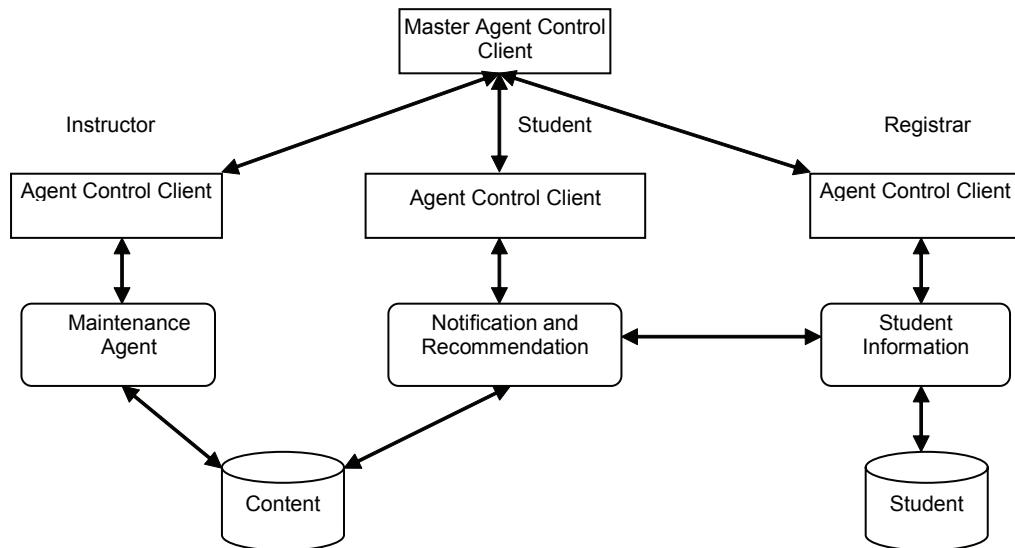 Master Agent Control
Client
Instructor
Student
Registrar
Agent Control Client
Agent Control Client
Agent Control Client
Maintenance
Agent
Notification and
Recommendation
Student
Information
Content
Student